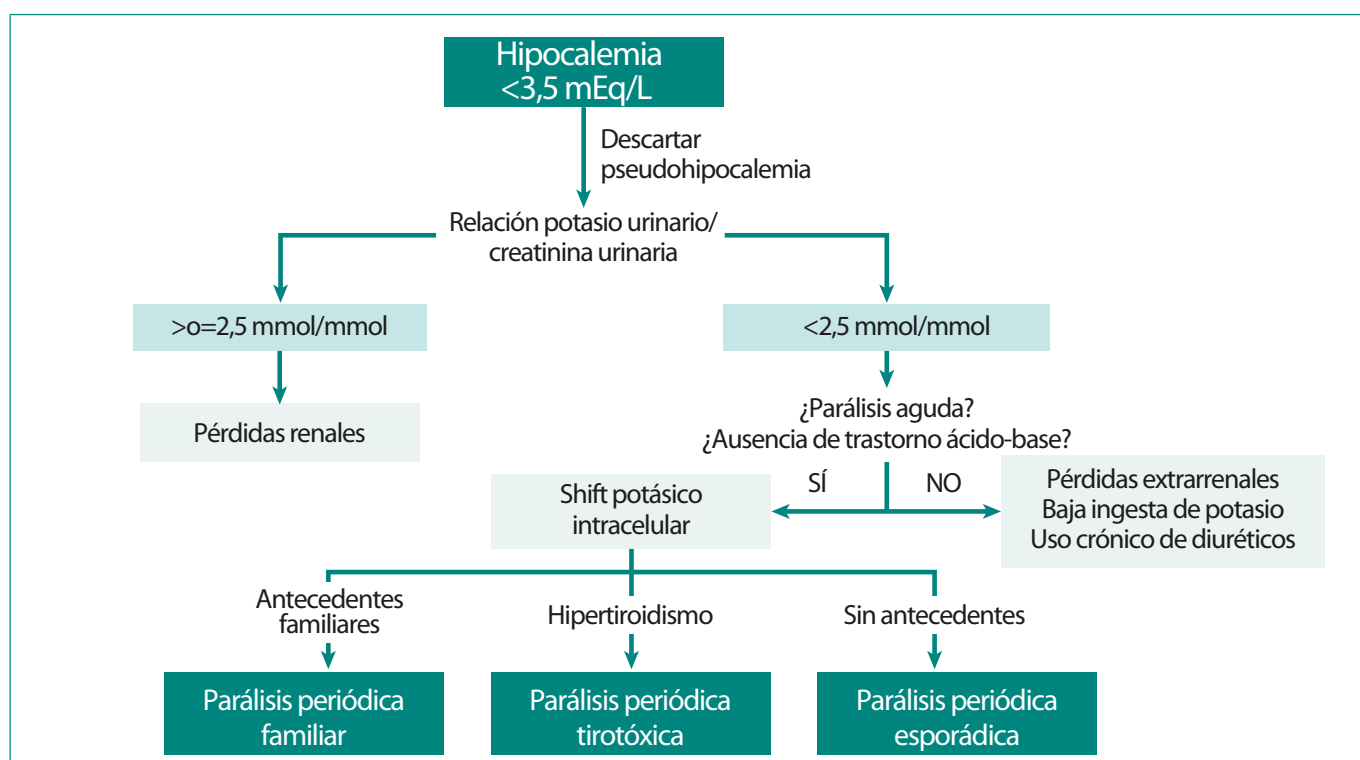 Hipocalemia
<3,5 mEq/L
Descartar
pseudohipocalemia
Relación potasio urinario/
creatinina urinaria
>o=2,5 mmol/mmol
<2,5 mmol/mmol
Pérdidas renales
¿Parálisis aguda?
¿Ausencia de trastorno ácido-base?
SÍ
NO
Shift potásico
intracelular
Pérdidas extrarrenales
Baja ingesta de potasio
Uso crónico de diuréticos
Antecedentes
familiares
Hipertiroidismo
Sin antecedentes
Parálisis periódica
familiar
Parálisis periódica
tirotóxica
Parálisis periódica
esporádica